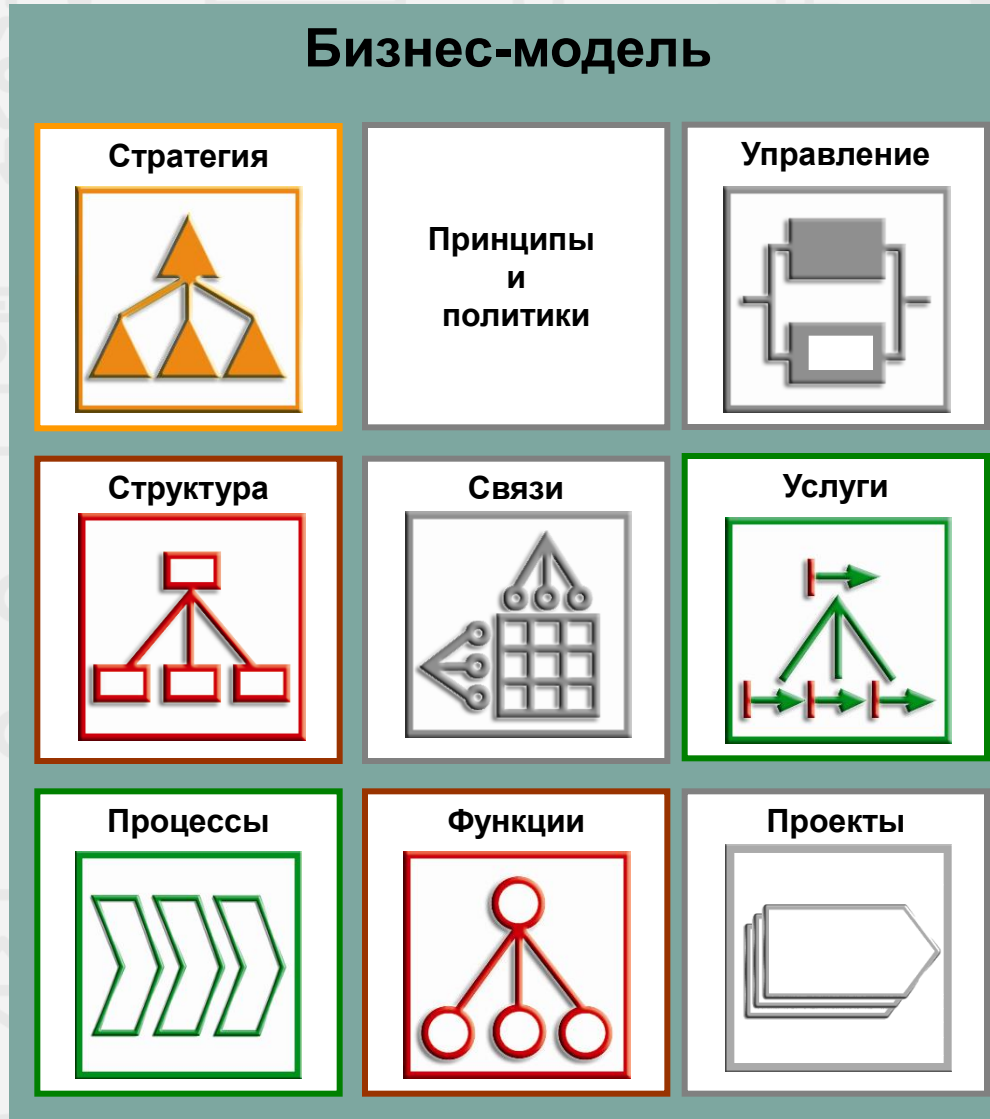 Бизнес-модель
Стратегия
Принципы
и
политики
Управление
Структура
Связи
Услуги
Процессы
Функции
Проекты